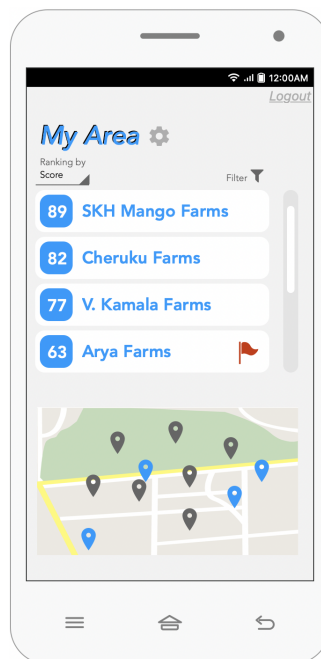 12:00AM
Logout
My Area
Ranking by
Score
Filter
89 SKH Mango Farms
82 Cheruku Farms
77 V. Kamala Farms
63 Arya Farms